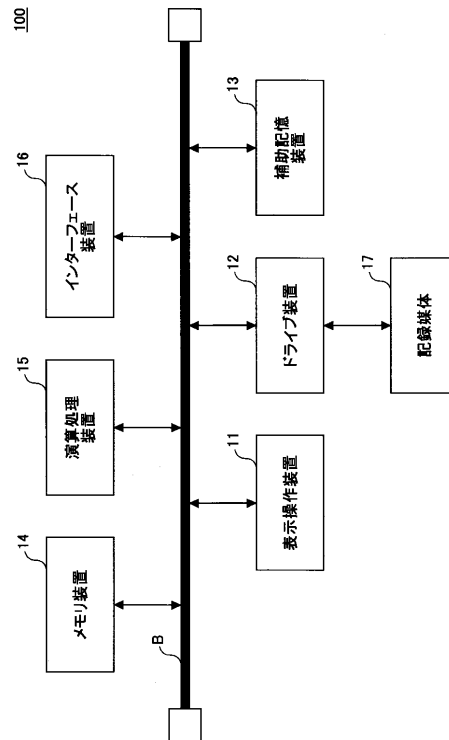 100
14
メモリ装置
15
演算処理
装置
16
インターフェース
装置
B
11
表示操作装置
12
ドライブ装置
13
補助記憶
装置
17
記録媒体